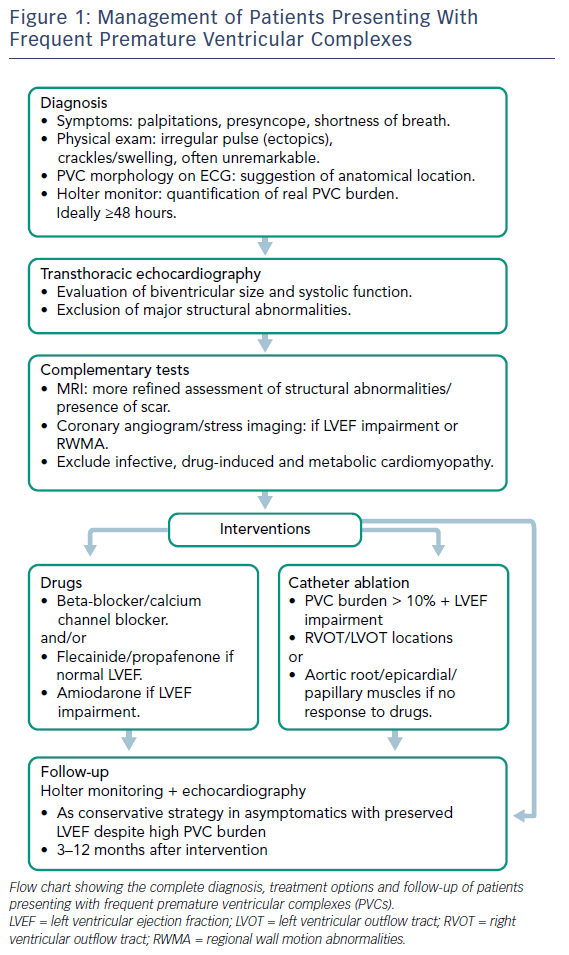 Figure 1: Management of Patients Presenting With
Frequent Premature Ventricular Complexes
Diagnosis
• Symptoms: palpitations, presyncope, shortness of breath.
• Physical exam: irregular pulse (ectopics),
crackles/swelling, often unremarkable.
• PVC morphology on ECG: suggestion of anatomical location.
• Holter monitor: quantification of real PVC burden.
Ideally ≥48 hours.
Transthoracic echocardiography
• Evaluation of biventricular size and systolic function.
• Exclusion of major structural abnormalities.
Complementary tests
• MRI: more refined assessment of structural abnormalities/
presence of scar.
• Coronary angiogram/stress imaging: if LVEF impairment or
RWMA.
• Exclude infective, drug-induced and metabolic cardiomyopathy.
Interventions
Drugs
• Beta-blocker/calcium
channel blocker.
and/or
• Flecainide/propafenone if
normal LVEF.
• Amiodarone if LVEF
impairment.
Catheter ablation
• PVC burden > 10% + LVEF
impairment
• RVOT/LVOT locations
or
• Aortic root/epicardial/
papillary muscles if no
response to drugs.
Follow-up
Holter monitoring + echocardiography
• As conservative strategy in asymptomatics with preserved
LVEF despite high PVC burden
• 3–12 months after intervention
Flow chart showing the complete diagnosis, treatment options and follow-up of patients
presenting with frequent premature ventricular complexes (PVCs).
LVEF = left ventricular ejection fraction; LVOT = left ventricular outflow tract; RVOT = right
ventricular outflow tract; RWMA = regional wall motion abnormalities.